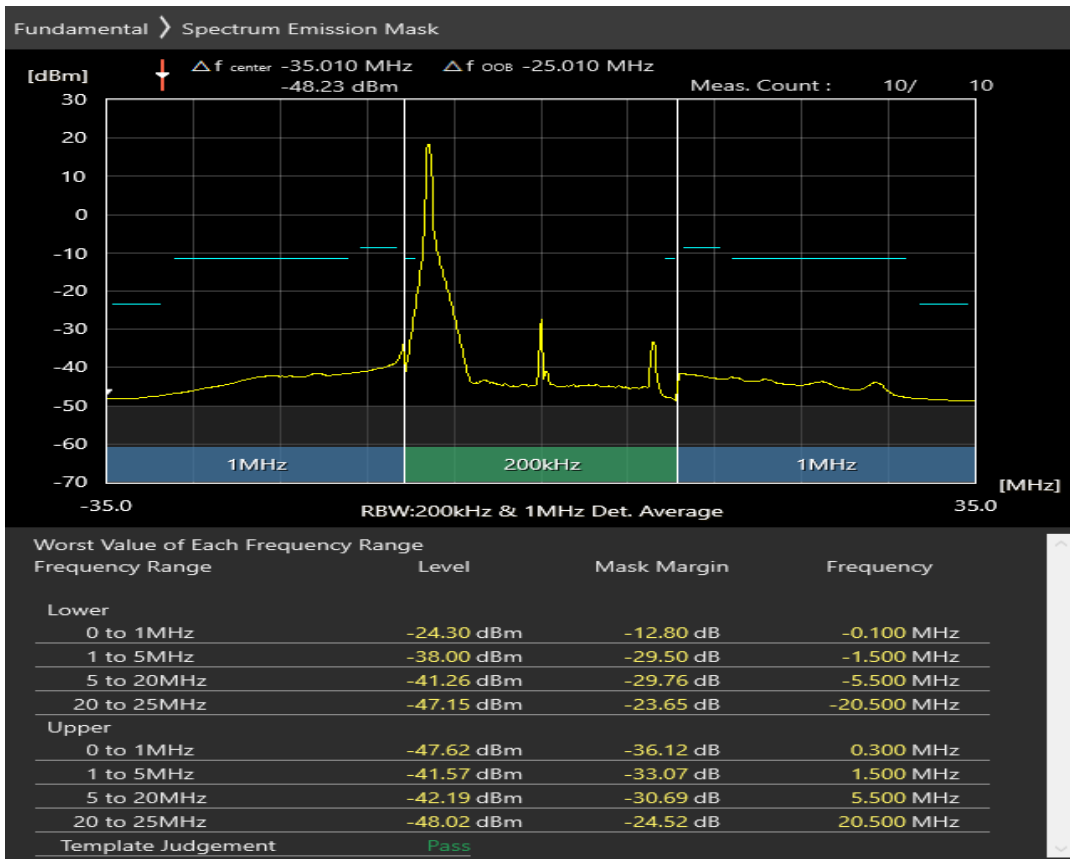 Fundamental ❭ Spectrum Emission Mask
[dBm] Δf center -35.010 MHz Δf OOB -25.010 MHz
-48.23 dBm Meas. Count : 10/ 10
30
20
10
0
-10
-20
-30
-40
-50
-60
1MHz 200kHz 1MHz
-70 [MHz]
-35.0 RBW:200kHz & 1MHz Det. Average 35.0
Worst Value of Each Frequency Range
Frequency Range Level Mask Margin Frequency
Lower
0 to 1MHz -24.30 dBm -12.80 dB -0.100 MHz
1 to 5MHz -38.00 dBm -29.50 dB -1.500 MHz
5 to 20MHz -41.26 dBm -29.76 dB -5.500 MHz
20 to 25MHz -47.15 dBm -23.65 dB -20.500 MHz
Upper
0 to 1MHz -47.62 dBm -36.12 dB 0.300 MHz
1 to 5MHz -41.57 dBm -33.07 dB 1.500 MHz
5 to 20MHz -42.19 dBm -30.69 dB 5.500 MHz
20 to 25MHz -48.02 dBm -24.52 dB 20.500 MHz
Template Judgement Pass